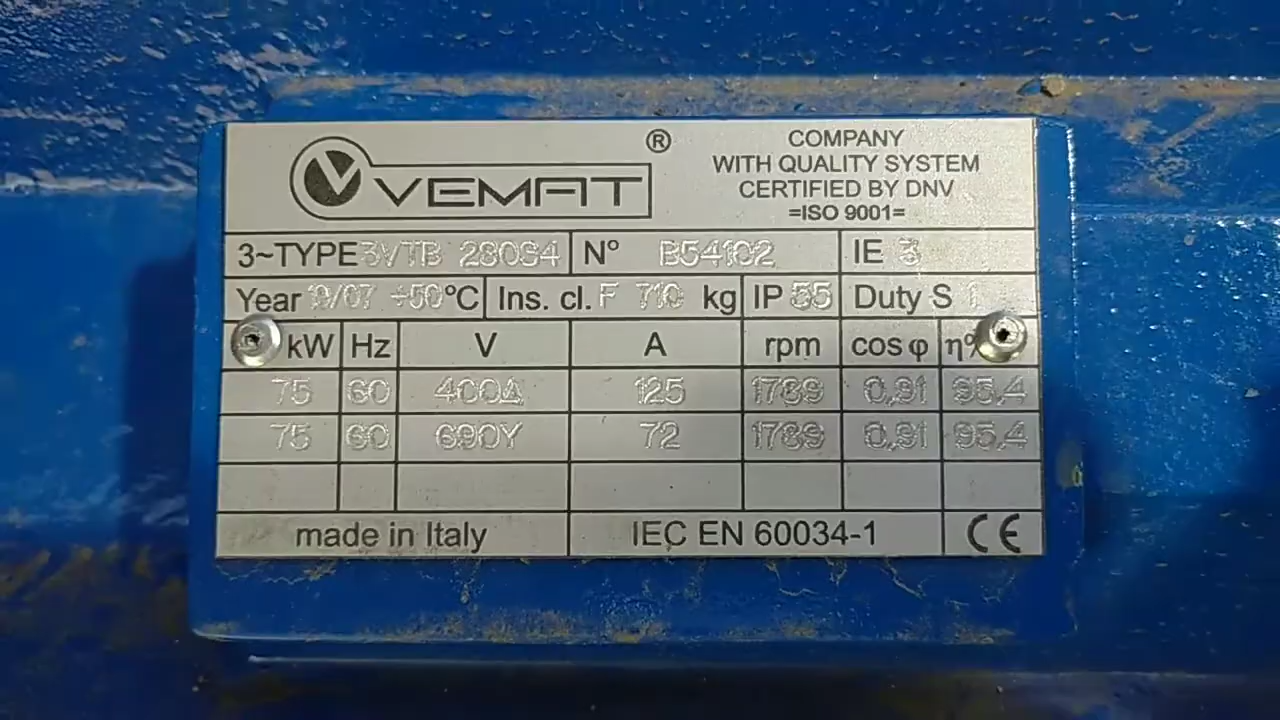 VEMAT ®
COMPANY
WITH QUALITY SYSTEM
CERTIFIED BY DNV
=ISO 9001=
3~TYPE 3VTB 280S4 N° B54102 IE 3
Year 19/07 +50°C Ins. cl. F 710 kg IP 55 Duty S 1
kW Hz V A rpm cos φ η%
75 60 400Δ 125 1789 0,91 95,4
75 60 690Y 72 1789 0,91 95,4
made in Italy IEC EN 60034-1 CE